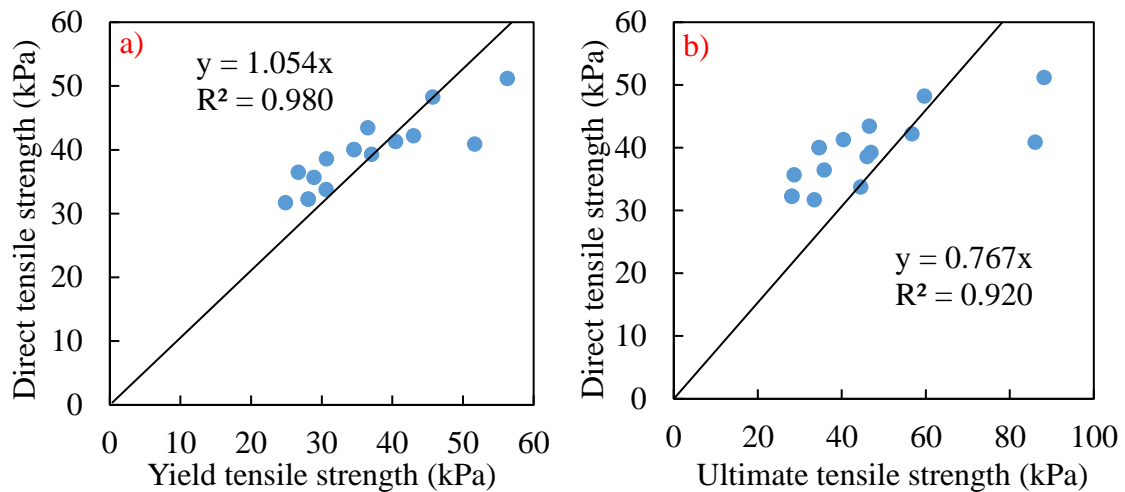 a)
y = 1.054x
R² = 0.980
Direct tensile strength (kPa)
60
50
40
30
20
10
0
0 10 20 30 40 50 60
Yield tensile strength (kPa)
b)
y = 0.767x
R² = 0.920
Direct tensile strength (kPa)
60
50
40
30
20
10
0
0 20 40 60 80 100
Ultimate tensile strength (kPa)